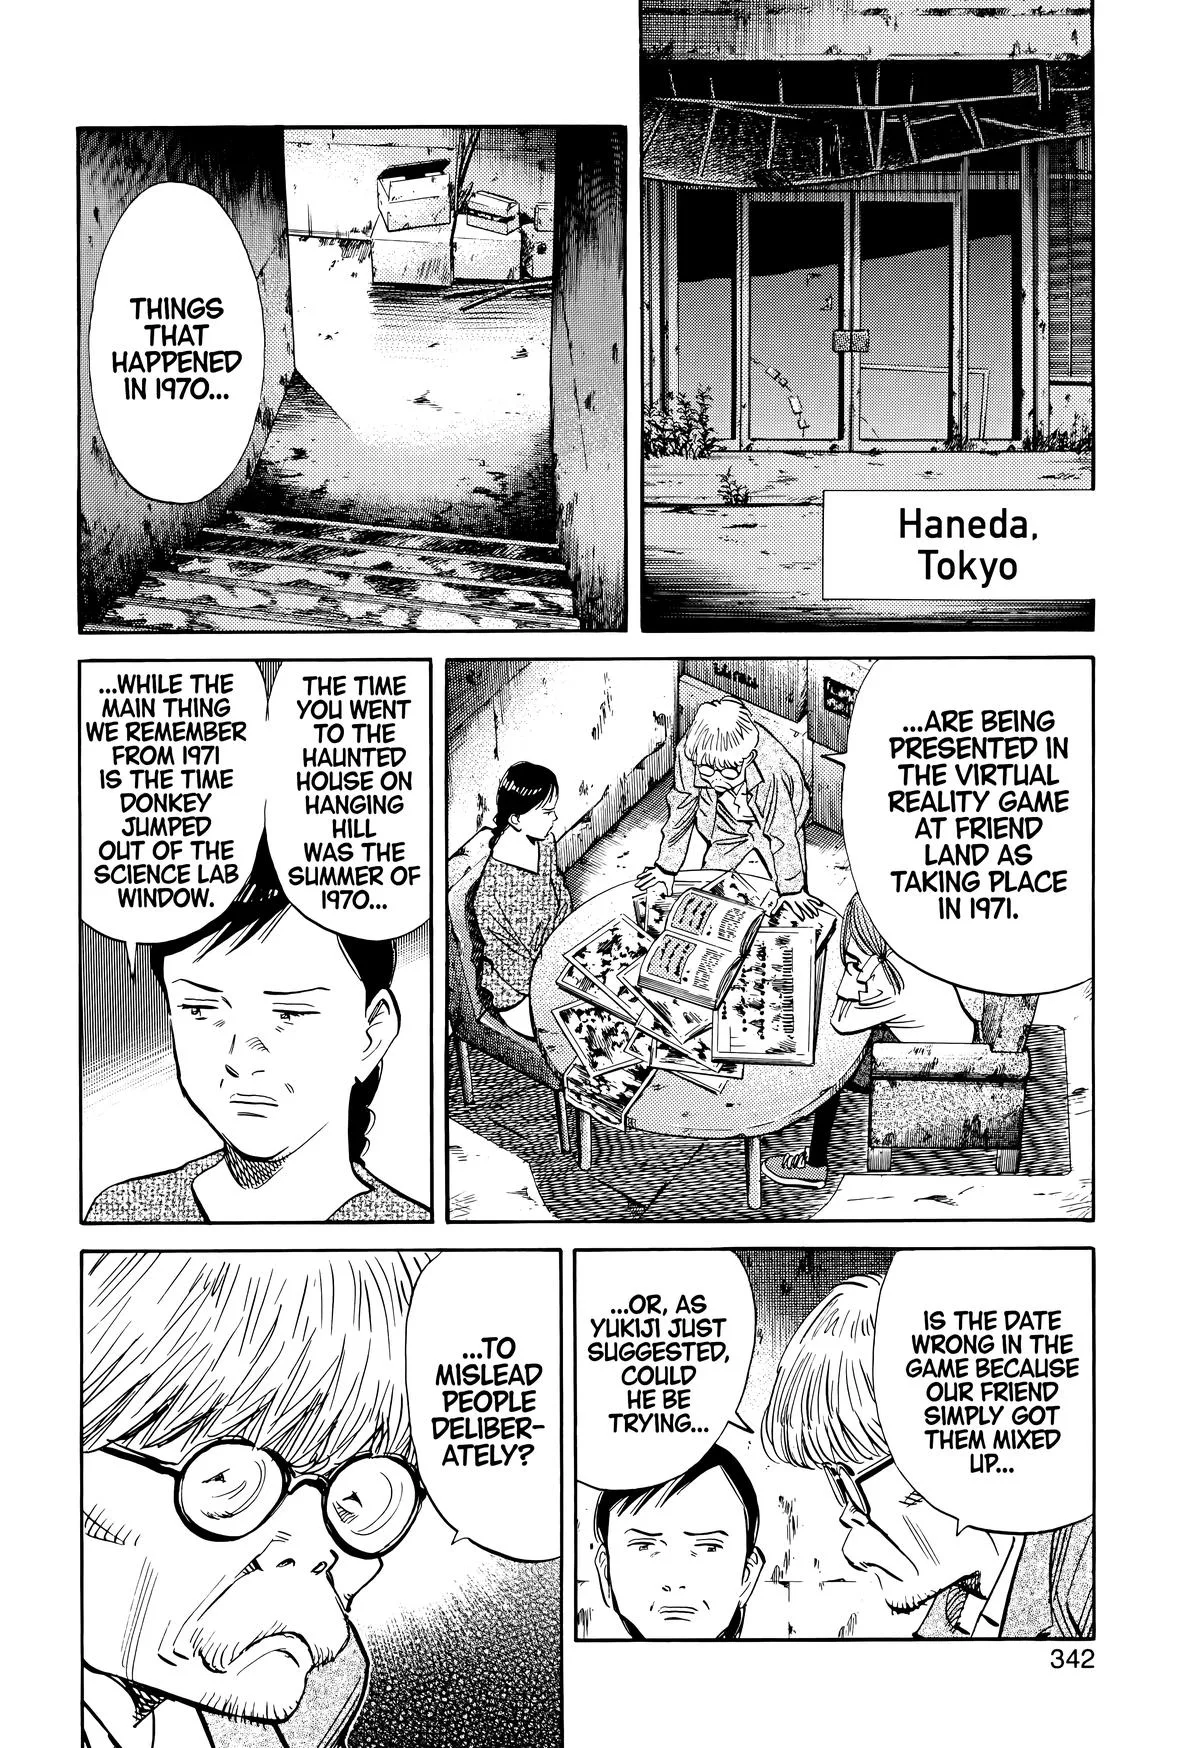 Haneda,
Tokyo
THINGS
THAT
HAPPENED
IN 1970...
...ARE BEING
PRESENTED IN
THE VIRTUAL
REALITY GAME
AT FRIEND
LAND AS
TAKING PLACE
IN 1971.
THE TIME
YOU WENT
TO THE
HAUNTED
HOUSE ON
HANGING
HILL
WAS THE
SUMMER OF
1970...
...WHILE THE
MAIN THING
WE REMEMBER
FROM 1971
IS THE TIME
DONKEY
JUMPED
OUT OF THE
SCIENCE LAB
WINDOW.
IS THE DATE
WRONG IN THE
GAME BECAUSE
OUR FRIEND
SIMPLY GOT
THEM MIXED
UP...
...OR, AS
YUKIJI JUST
SUGGESTED,
COULD
HE BE
TRYING...
...TO
MISLEAD
PEOPLE
DELIBER-
ATELY?
342